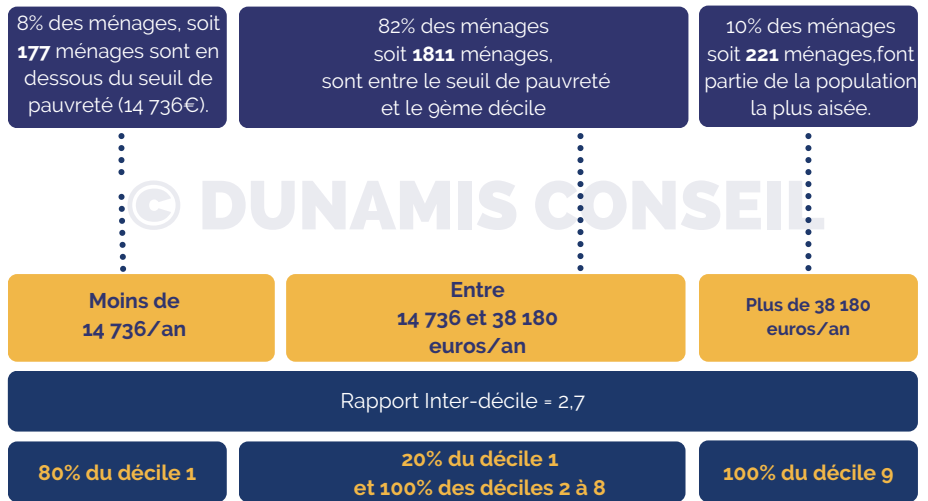 8% des ménages, soit
177 ménages sont en
dessous du seuil de
pauvreté (14 736€).
82% des ménages
soit 1811 ménages,
sont entre le seuil de pauvreté
et le 9ème décile
10% des ménages
soit 221 ménages,font
partie de la population
la plus aisée.
© DUNAMIS CONSEIL
Moins de
14 736/an
Entre
14 736 et 38 180
euros/an
Plus de 38 180
euros/an
Rapport Inter-décile = 2,7
80% du décile 1
20% du décile 1
et 100% des déciles 2 à 8
100% du décile 9